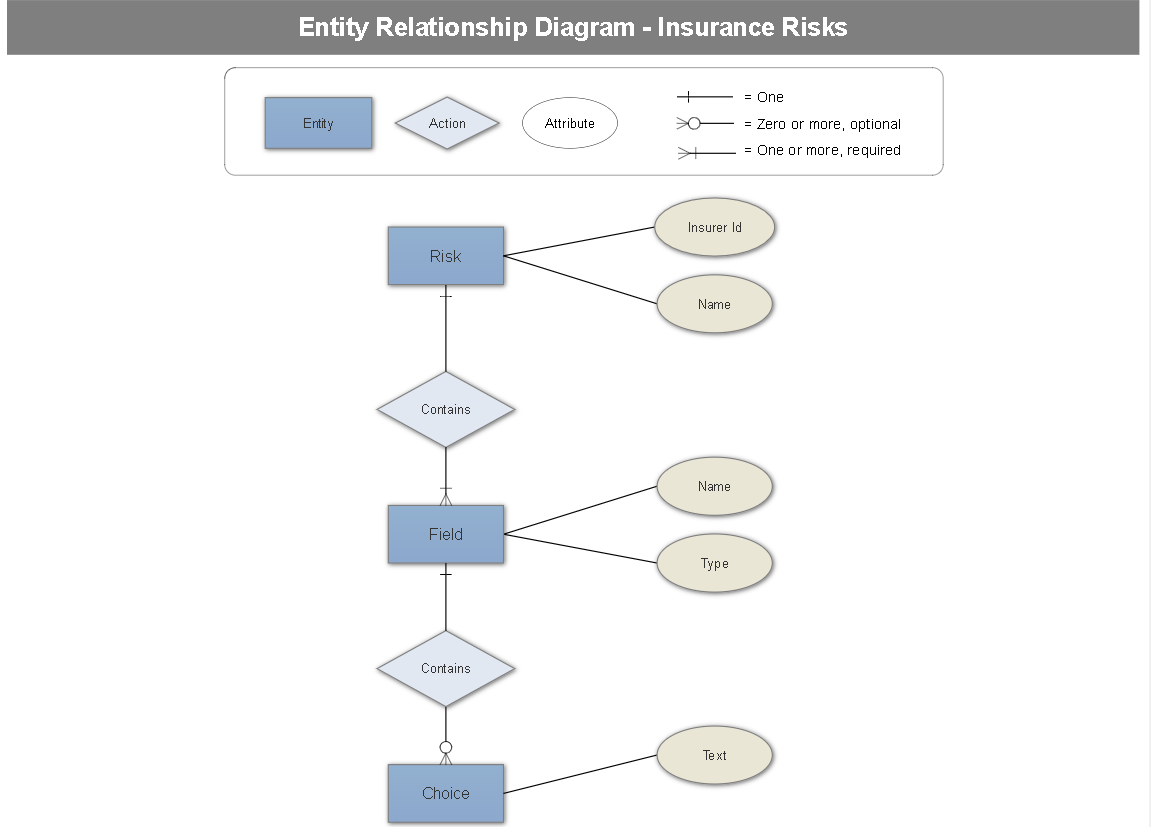 Entity Relationship Diagram - Insurance Risks
Entity
Action
Attribute
= One
= Zero or more, optional
= One or more, required
Risk
Insurer Id
Name
Contains
Field
Name
Type
Contains
Choice
Text